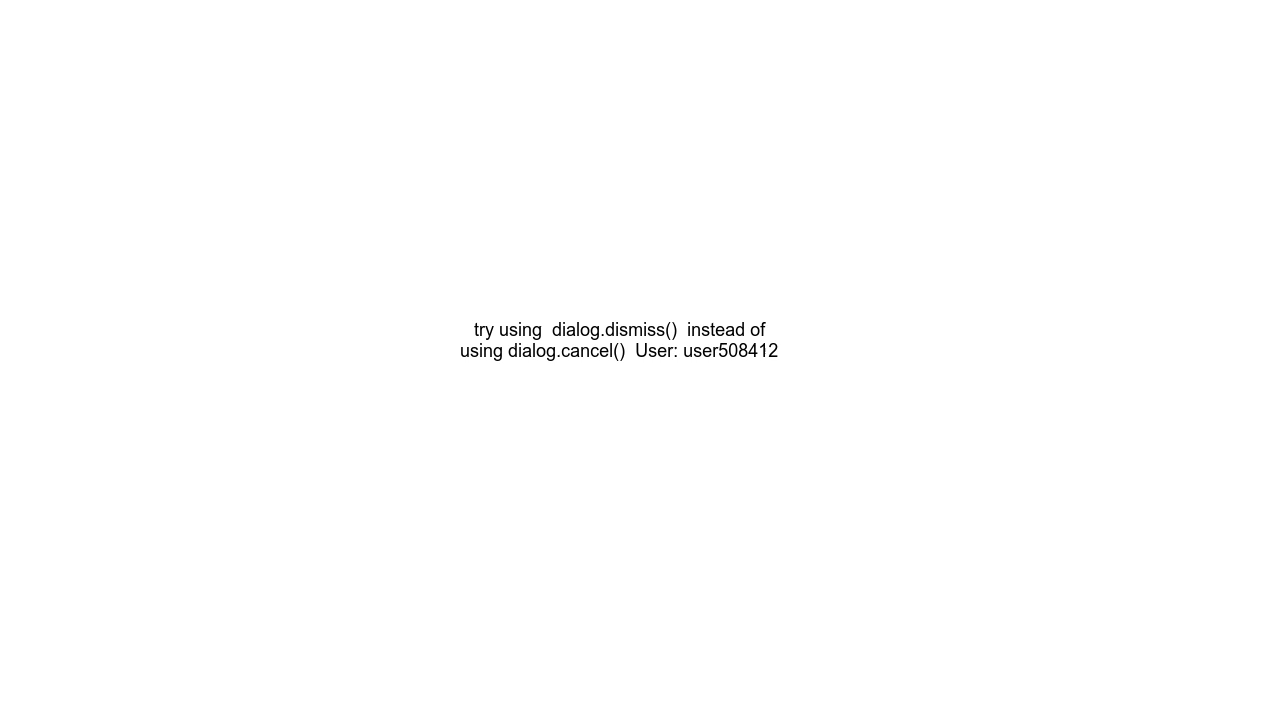 try using  dialog.dismiss()  instead of
using dialog.cancel()  User: user508412